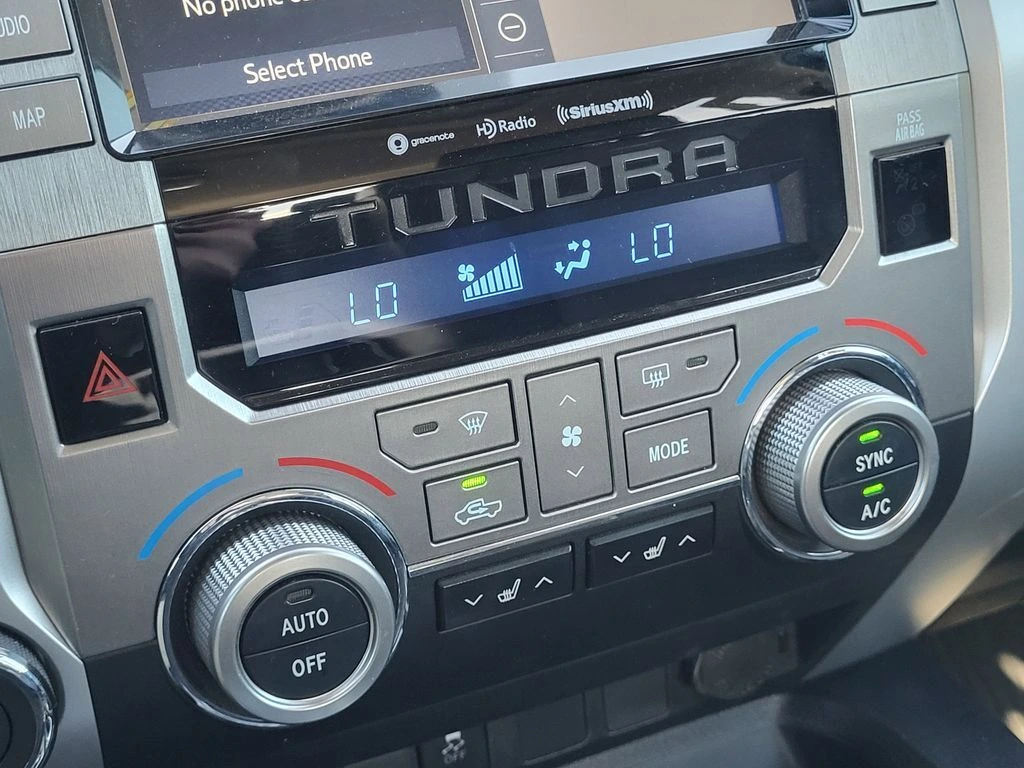 No phone
Select Phone
MAP
gracenote
HD Radio
SiriusXM
PASS
AIR BAG
TUNDRA
LO
LO
MODE
SYNC
A/C
AUTO
OFF
OFF